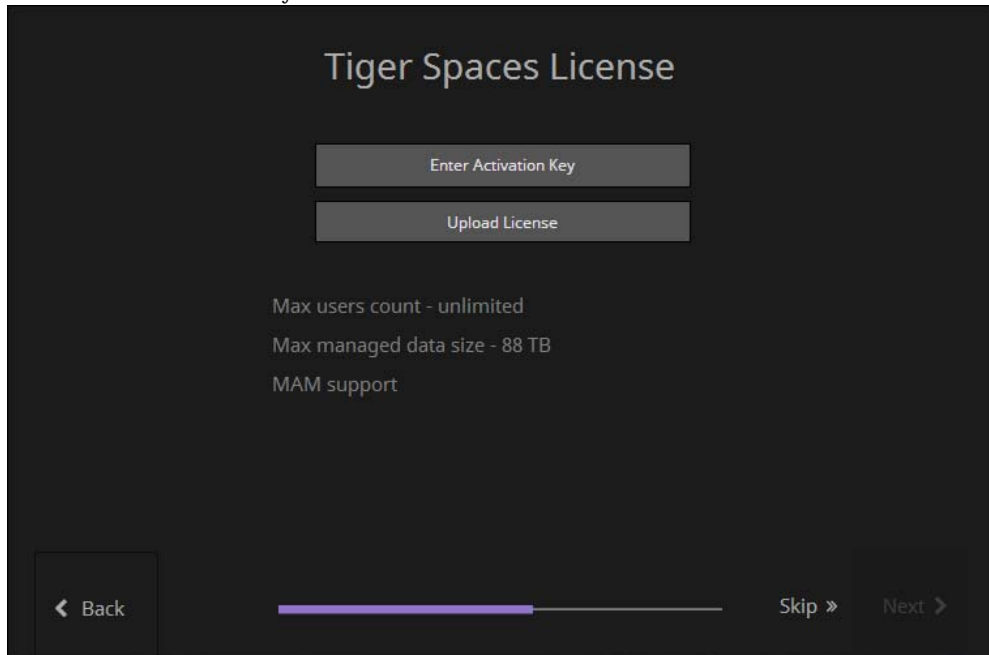 Tiger Spaces License
Enter Activation Key
Upload License
Max users count - unlimited
Max managed data size - 88 TB
MAM support
Back
Skip »
Next